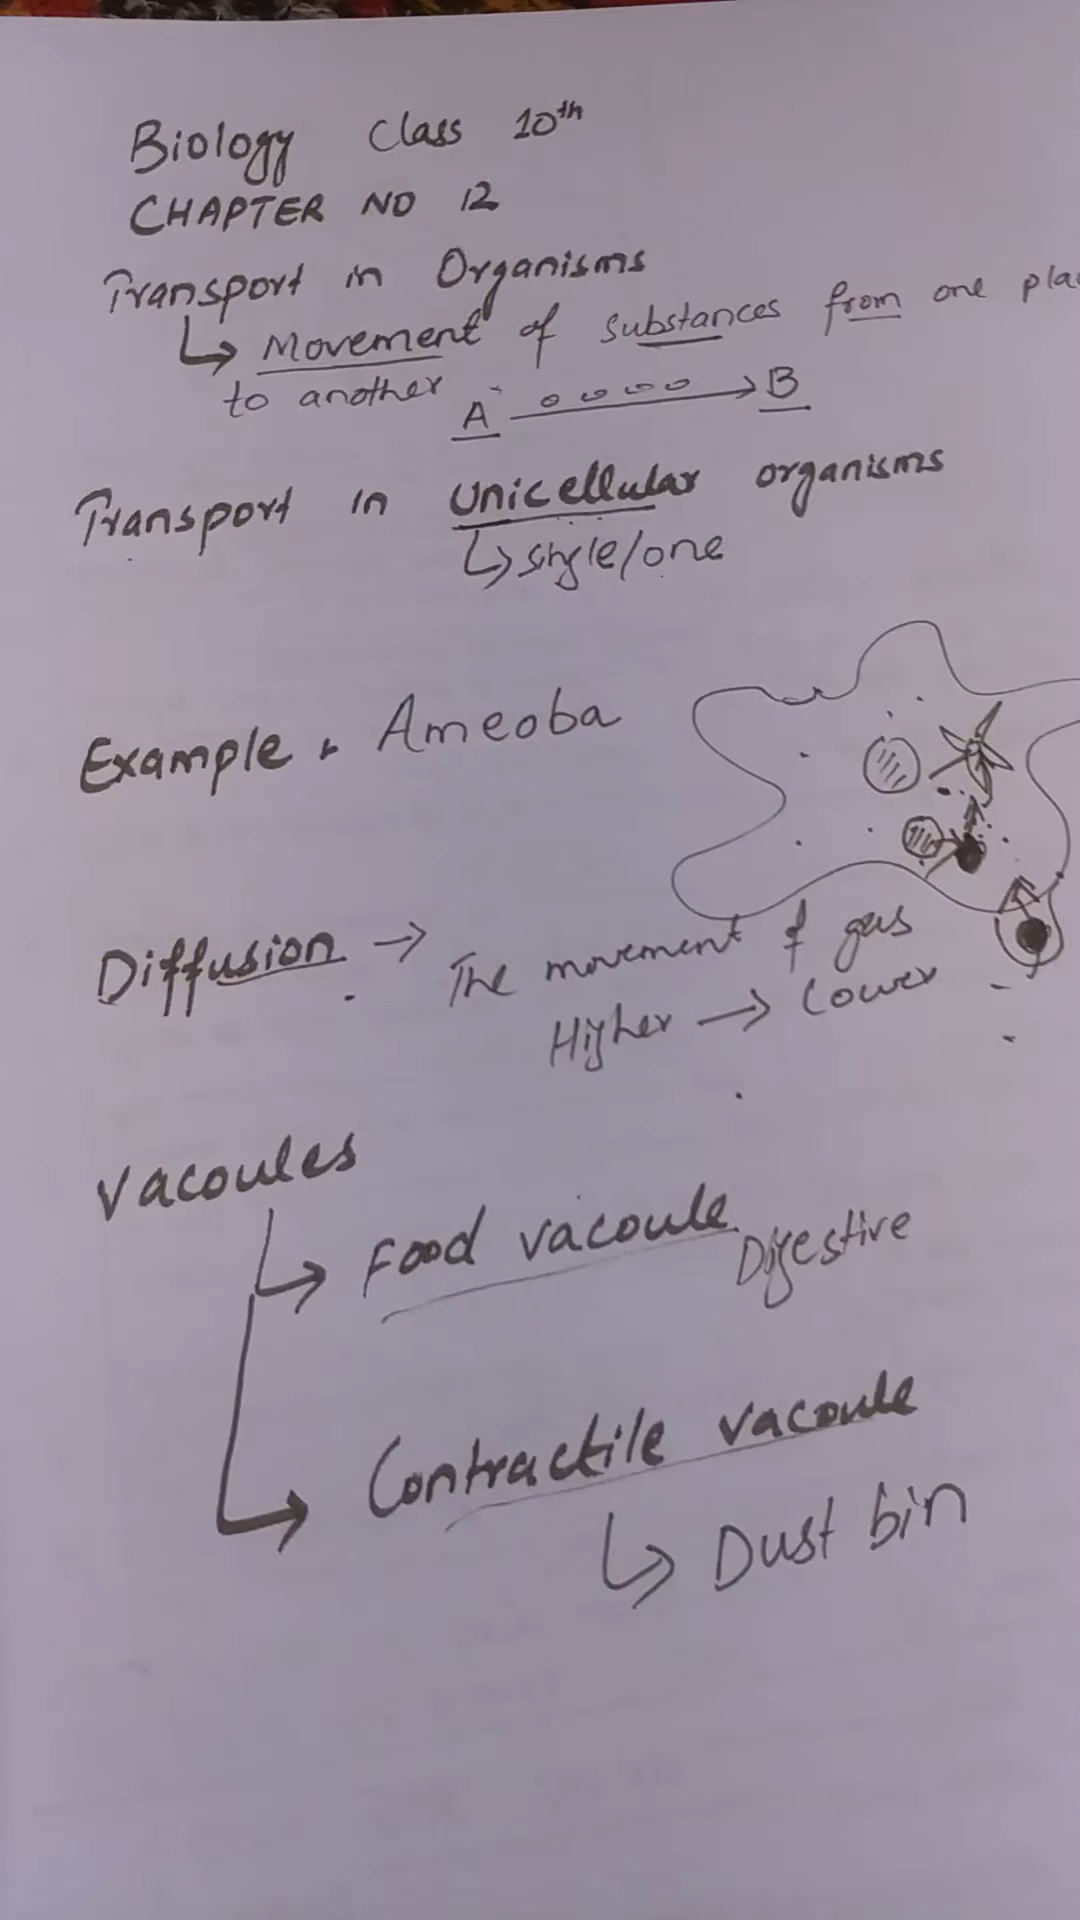 Biology Class 10th
CHAPTER NO 12
Transport in Organisms
Movement of substances from one pla
to another
A B
Transport in Unicellular organisms
single/one
Example. Ameoba
Diffusion → The movement of gas
Higher → Lower
Vacoules
Food vacoule Digestive
Contractile vacoule
Dust bin